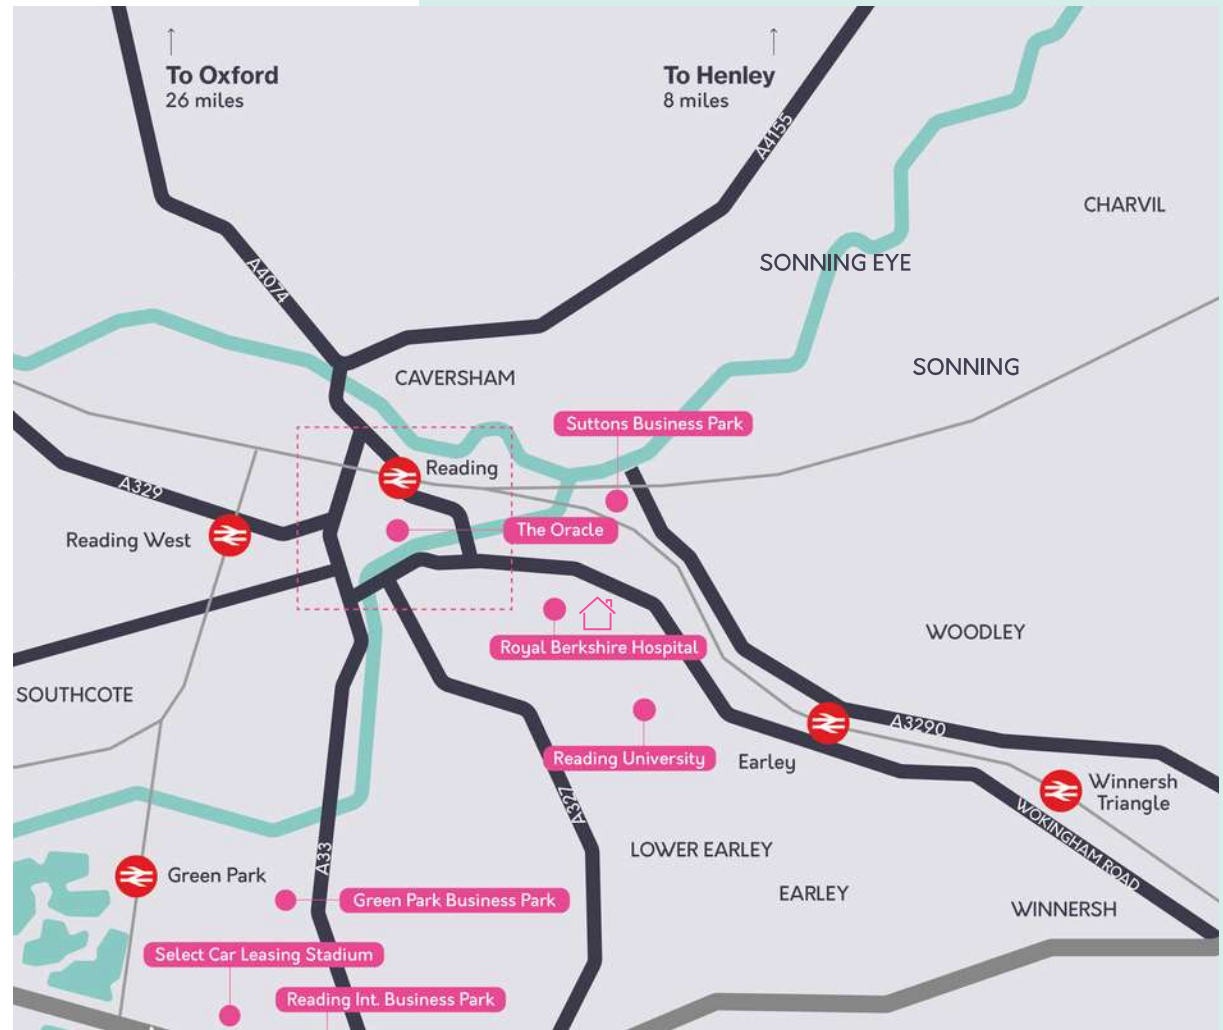 To Oxford
26 miles
To Henley
8 miles
A4155
CHARVIL
SONNING EYE
A4074
SONNING
CAVERSHAM
Suttons Business Park
Reading
A329
The Oracle
Reading West
WOODLEY
Royal Berkshire Hospital
SOUTHCOTE
A3290
Reading University
Earley
Winnersh
Triangle
A327
WOKINGHAM ROAD
LOWER EARLEY
A33
Green Park
EARLEY
Green Park Business Park
WINNERSH
Select Car Leasing Stadium
Reading Int. Business Park